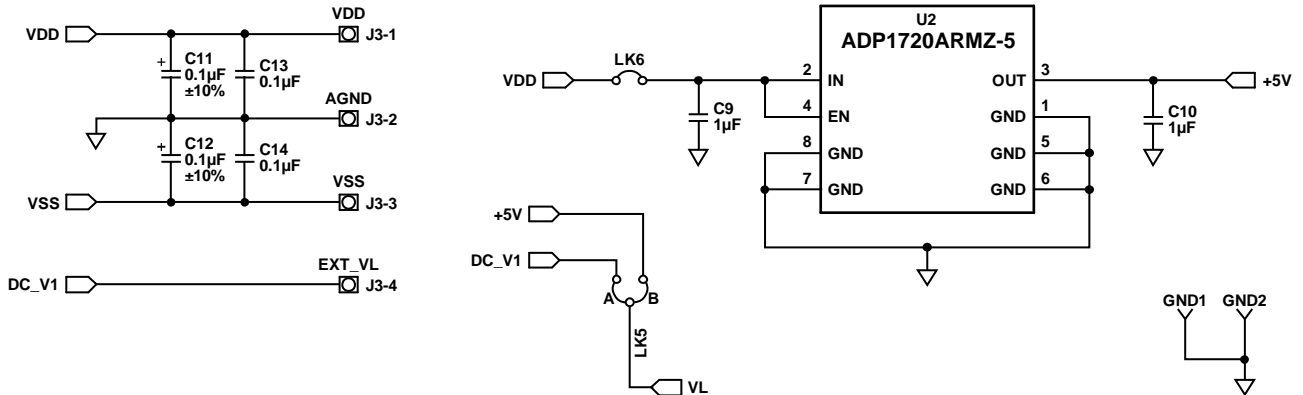 VDD
VDD
J3-1
+
C11
0.1µF
±10%
C13
0.1µF
AGND
J3-2
+
C12
0.1µF
±10%
C14
0.1µF
VSS
VSS
J3-3
DC_V1
EXT_VL
J3-4
U2
ADP1720ARMZ-5
VDD
LK6
C9
1µF
2
IN
4
EN
8
GND
7
GND
OUT
3
GND
1
GND
5
GND
6
C10
1µF
+5V
+5V
DC_V1
A
B
LK5
VL
GND1
GND2